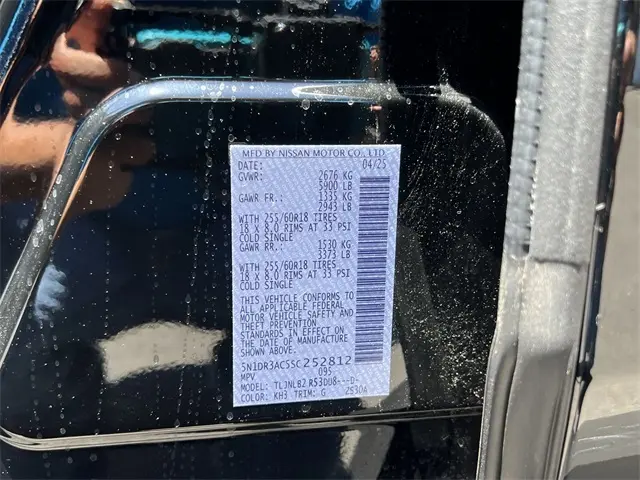 MFD BY NISSAN MOTOR CO., LTD
DATE: 04/25
GVWR: 2676 KG
5900 LB
GAWR FR.: 1335 KG
2943 LB
WITH 255/60R18 TIRES
18 X 8.0 RIMS AT 33 PSI
COLD SINGLE
GAWR RR.: 1530 KG
3373 LB
WITH 255/60R18 TIRES
18 X 8.0 RIMS AT 33 PSI
COLD SINGLE
THIS VEHICLE CONFORMS TO
ALL APPLICABLE FEDERAL
MOTOR VEHICLE SAFETY AND
THEFT PREVENTION
STANDARDS IN EFFECT ON
THE DATE OF MANUFACTURE
SHOWN ABOVE.
5N1DR3AC5SC252812
MPV 095
MODEL: TLJNLBZ R53DU8---D-
COLOR: KH3 TRIM: G 2S30A